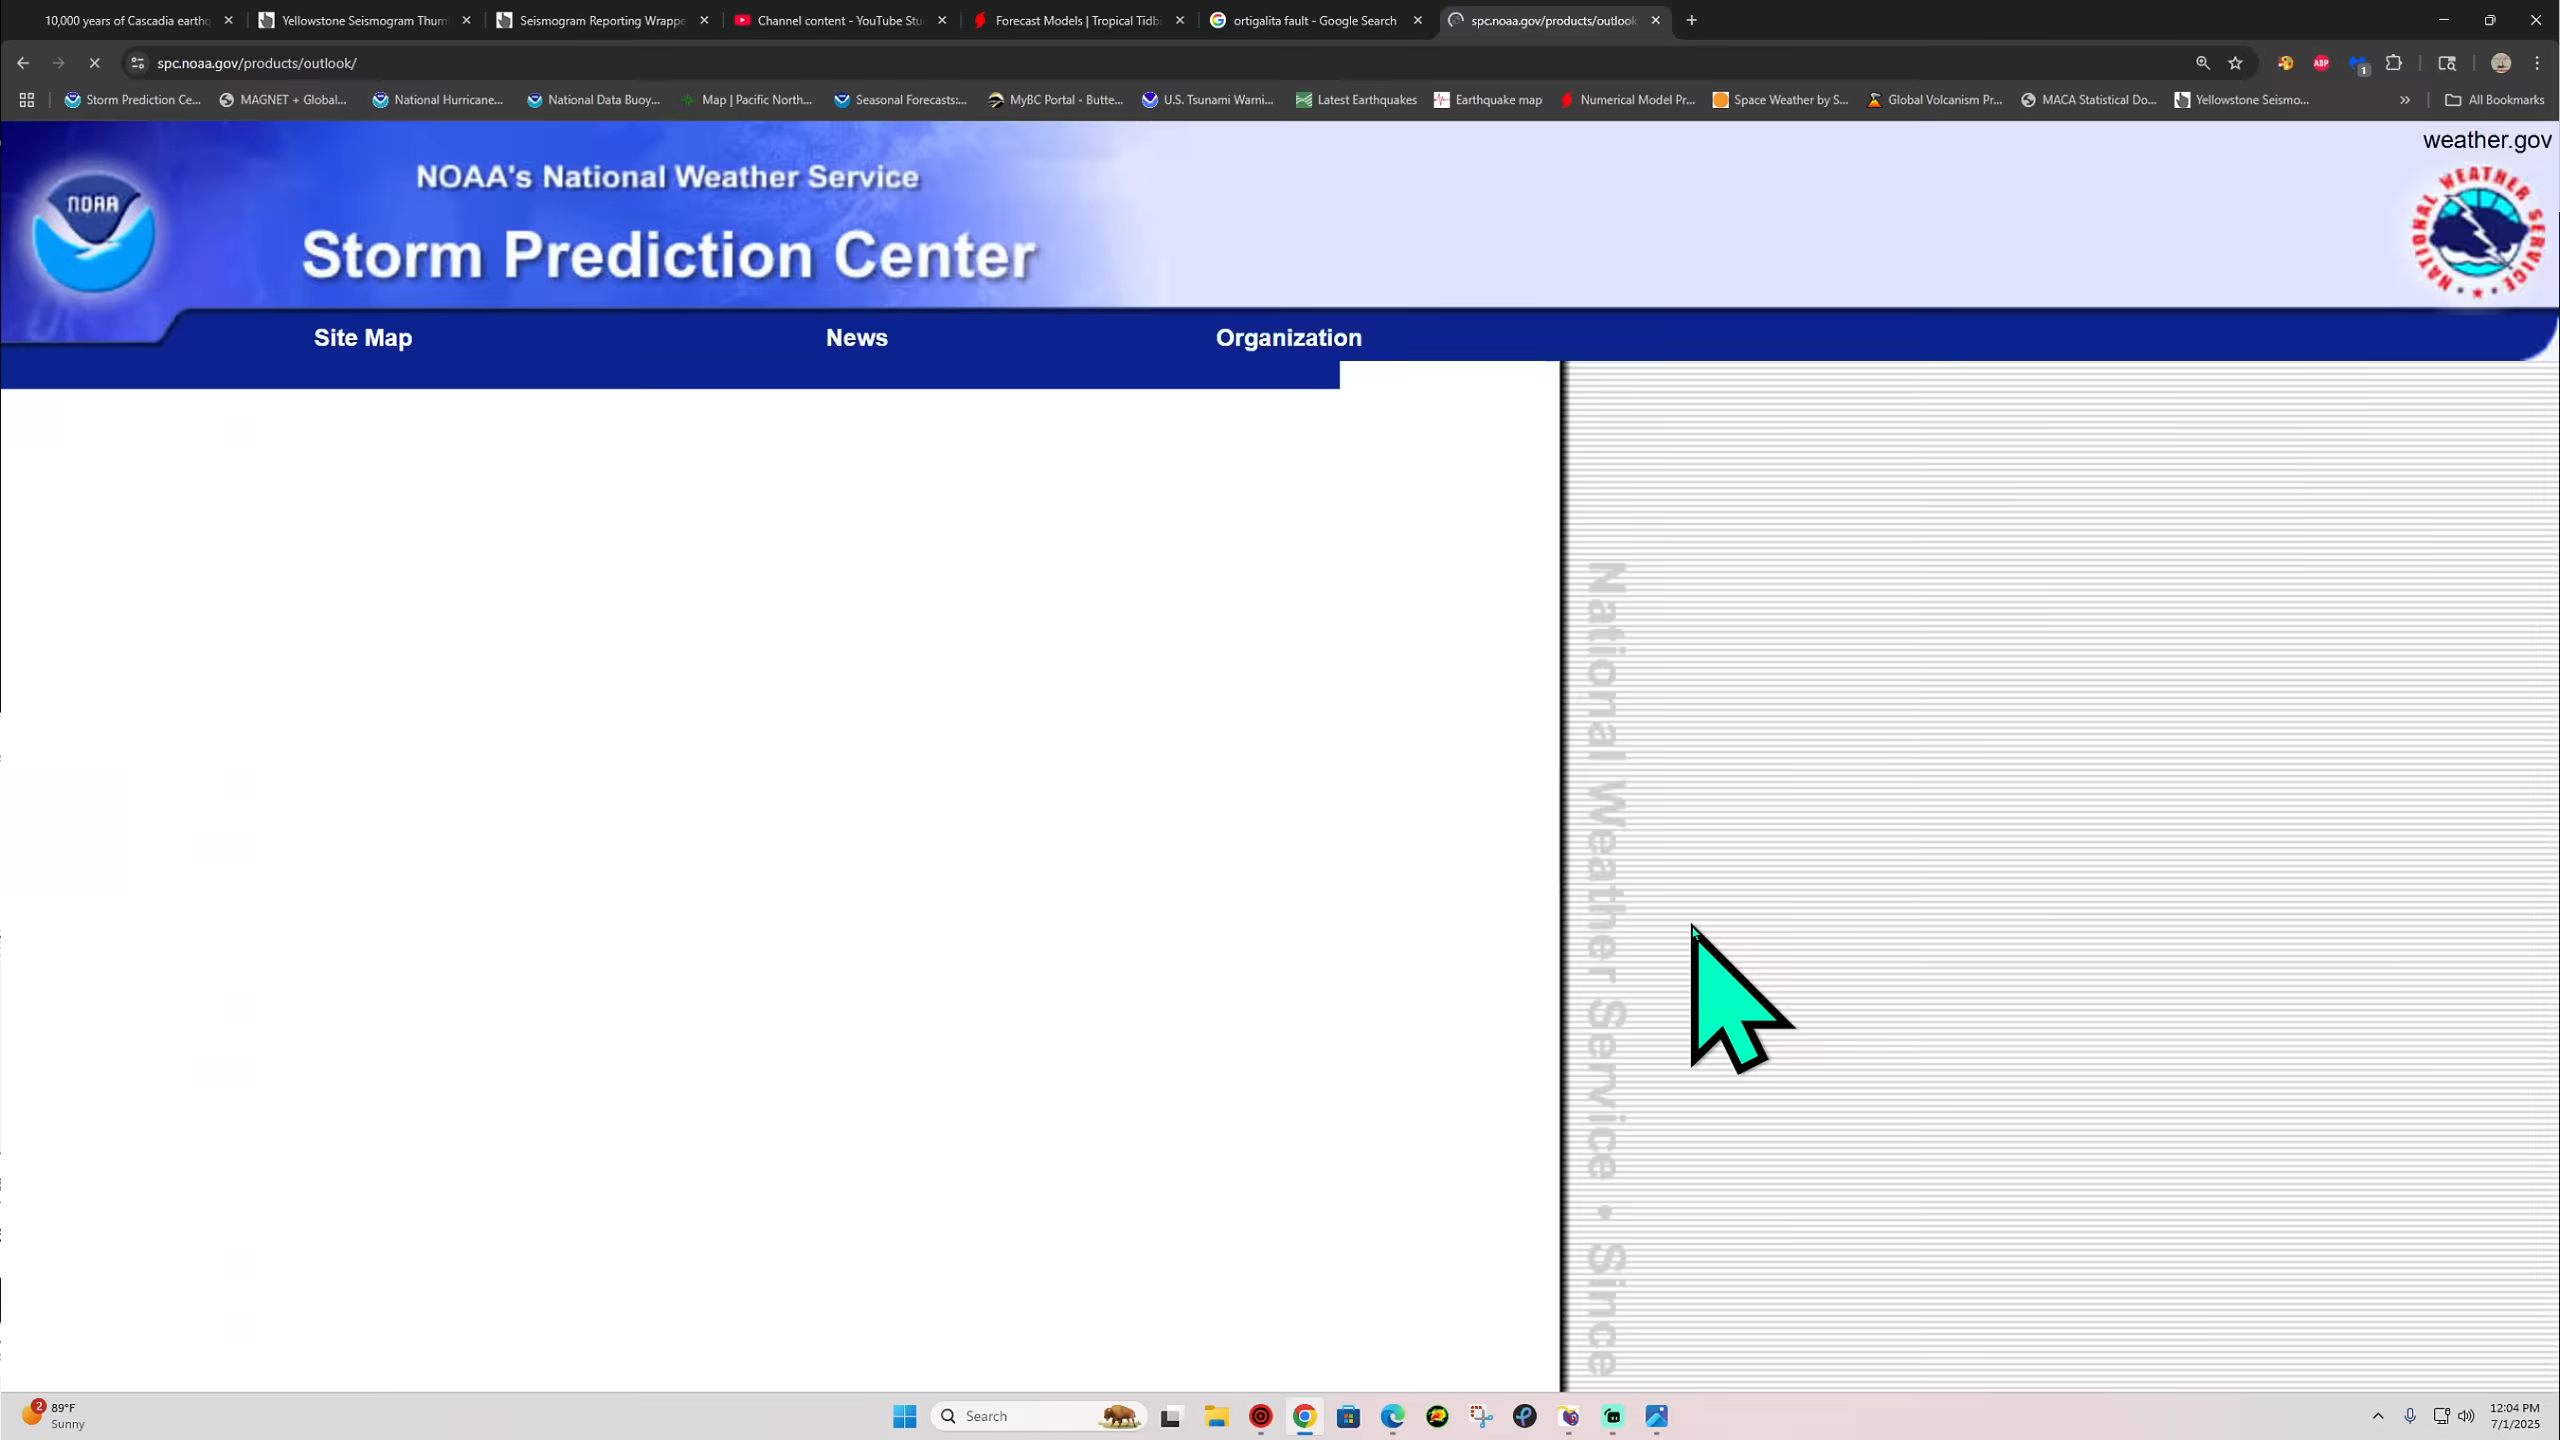 10,000 years of Cascadia earthq
Yellowstone Seismogram Thum
Seismogram Reporting Wrappe
Channel content - YouTube Stu
Forecast Models | Tropical Tidb
ortigalita fault - Google Search
spc.noaa.gov/products/outlook
spc.noaa.gov/products/outlook/
ABP
1
Storm Prediction Ce...
MAGNET + Global...
National Hurricane...
National Data Buoy...
Map | Pacific North...
Seasonal Forecasts:...
MyBC Portal - Butte...
U.S. Tsunami Warni...
Latest Earthquakes
Earthquake map
Numerical Model Pr...
Space Weather by S...
Global Volcanism Pr...
MACA Statistical Do...
Yellowstone Seismo...
All Bookmarks
weather.gov
NOAA's National Weather Service
NOAA
Storm Prediction Center
NATIONAL WEATHER SERVICE
Site Map
News
Organization
National Weather Service • Since
2
89°F
Sunny
Search
12:04 PM
7/1/2025